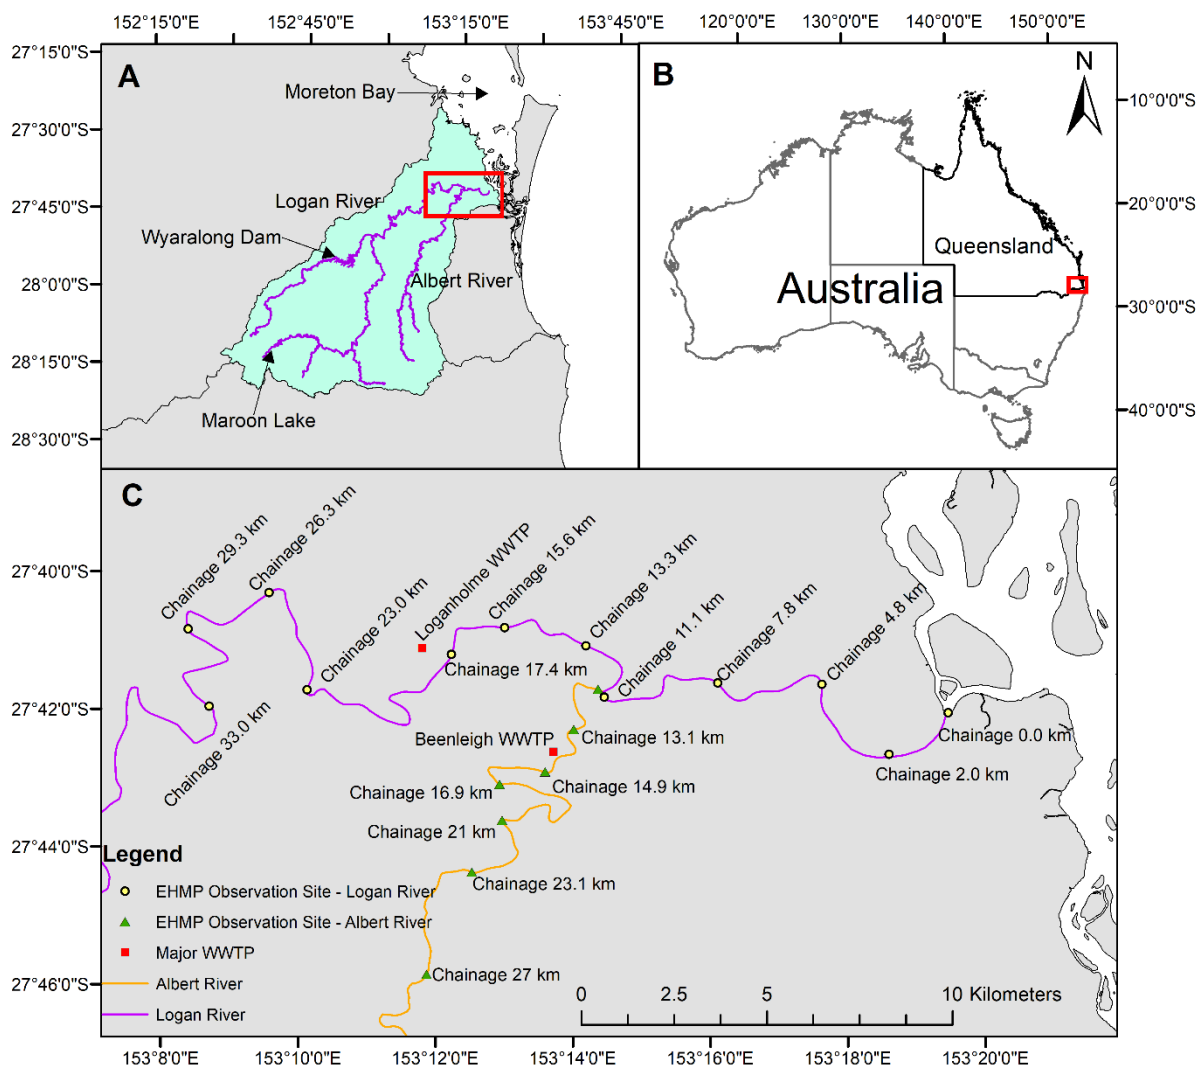 152°15'0"E
152°45'0"E
153°15'0"E
153°45'0"E
120°0'0"E
130°0'0"E
140°0'0"E
150°0'0"E
27°15'0"S
27°30'0"S
27°45'0"S
28°0'0"S
28°15'0"S
28°30'0"S
A
Moreton Bay
Logan River
Wyaralong Dam
Albert River
Maroon Lake
B
N
Queensland
Australia
10°0'0"S
20°0'0"S
30°0'0"S
40°0'0"S
C
Chainage 29.3 km
Chainage 26.3 km
Chainage 33.0 km
Chainage 23.0 km
Loganholme WWTP
Chainage 17.4 km
Chainage 15.6 km
Chainage 13.3 km
Chainage 11.1 km
Chainage 7.8 km
Chainage 4.8 km
Chainage 0.0 km
Chainage 2.0 km
Beenleigh WWTP
Chainage 13.1 km
Chainage 14.9 km
Chainage 16.9 km
Chainage 21 km
Chainage 23.1 km
Chainage 27 km
27°40'0"S
27°42'0"S
27°44'0"S
27°46'0"S
Legend
EHMP Observation Site - Logan River
EHMP Observation Site - Albert River
Major WWTP
Albert River
Logan River
0 2.5 5 10 Kilometers
153°8'0"E
153°10'0"E
153°12'0"E
153°14'0"E
153°16'0"E
153°18'0"E
153°20'0"E